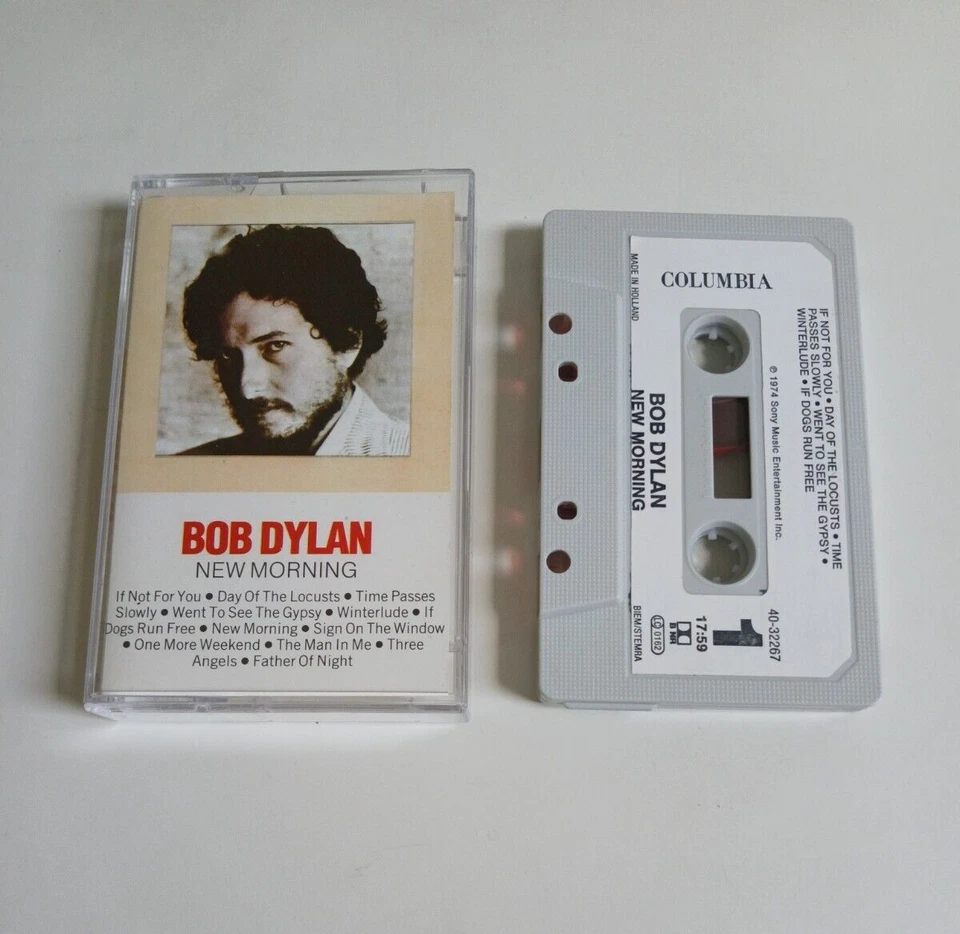 BOB DYLAN
NEW MORNING
If Not For You ● Day Of The Locusts ● Time Passes
Slowly ● Went To See The Gypsy ● Winterlude ● If
Dogs Run Free ● New Morning ● Sign On The Window
● One More Weekend ● The Man In Me ● Three
Angels ● Father Of Night
COLUMBIA
IF NOT FOR YOU • DAY OF THE LOCUSTS • TIME
PASSES SLOWLY • WENT TO SEE THE GYPSY •
WINTERLUDE • IF DOGS RUN FREE
℗ 1974 Sony Music Entertainment Inc.
BOB DYLAN
NEW MORNING
MADE IN HOLLAND
40-32267
1
17:59
B NR
LC 0162
BIEM/STEMRA